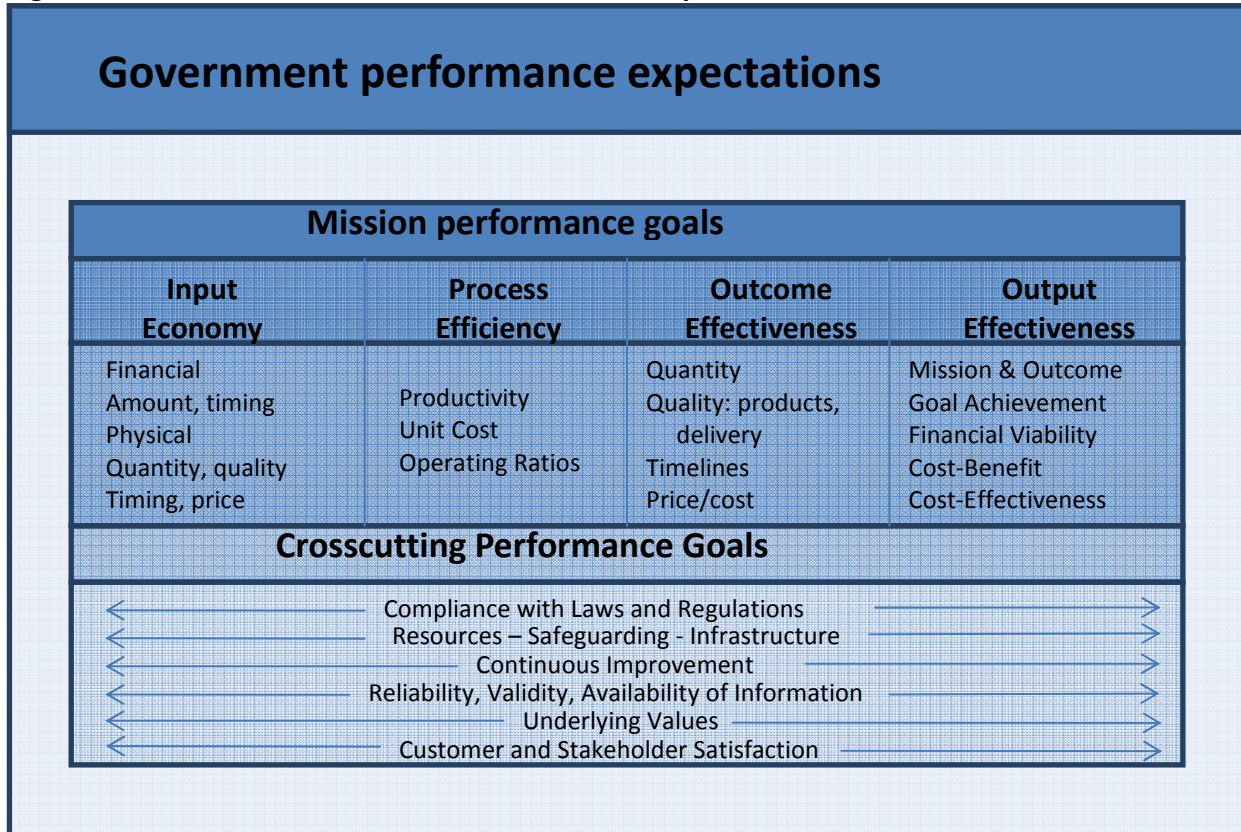 Government performance expectations
Mission performance goals
Input
Economy
Process
Efficiency
Outcome
Effectiveness
Output
Effectiveness
Financial
Amount, timing
Physical
Quantity, quality
Timing, price
Productivity
Unit Cost
Operating Ratios
Quantity
Quality: products,
delivery
Timelines
Price/cost
Mission & Outcome
Goal Achievement
Financial Viability
Cost-Benefit
Cost-Effectiveness
Crosscutting Performance Goals
Compliance with Laws and Regulations
Resources – Safeguarding - Infrastructure
Continuous Improvement
Reliability, Validity, Availability of Information
Underlying Values
Customer and Stakeholder Satisfaction